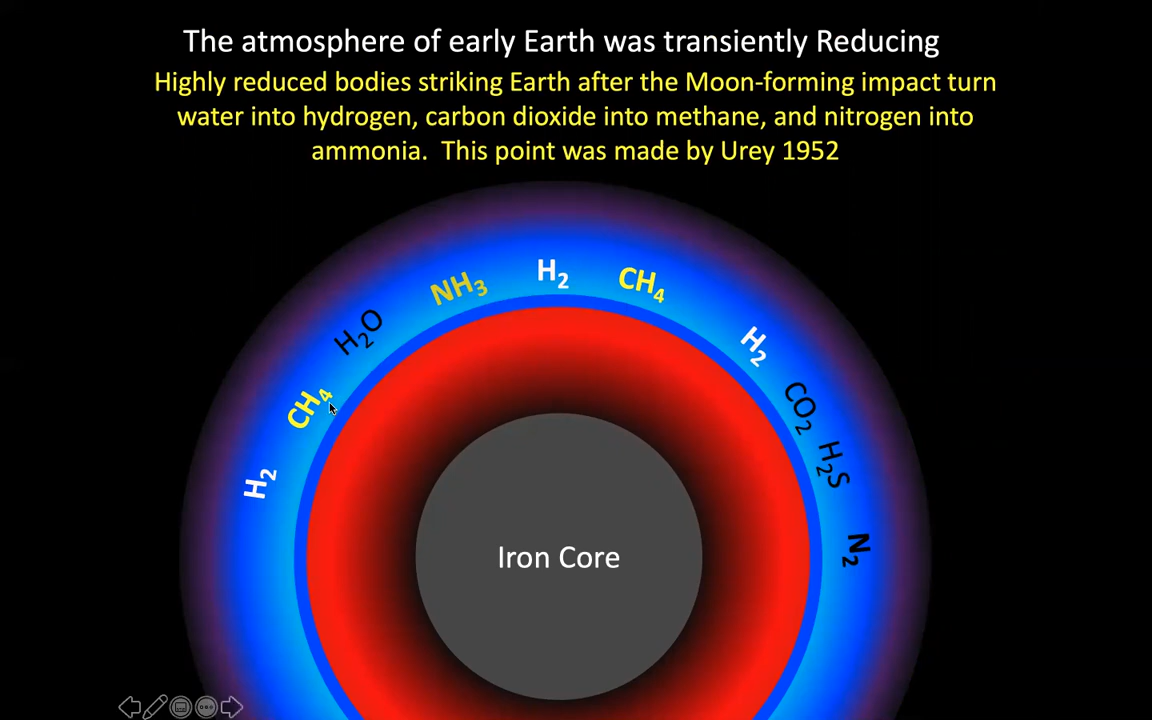 The atmosphere of early Earth was transiently Reducing
Highly reduced bodies striking Earth after the Moon-forming impact turn
water into hydrogen, carbon dioxide into methane, and nitrogen into
ammonia.  This point was made by Urey 1952
H₂
CH₄
H₂O
NH₃
H₂
CH₄
H₂
CO₂
H₂S
N₂
Iron Core